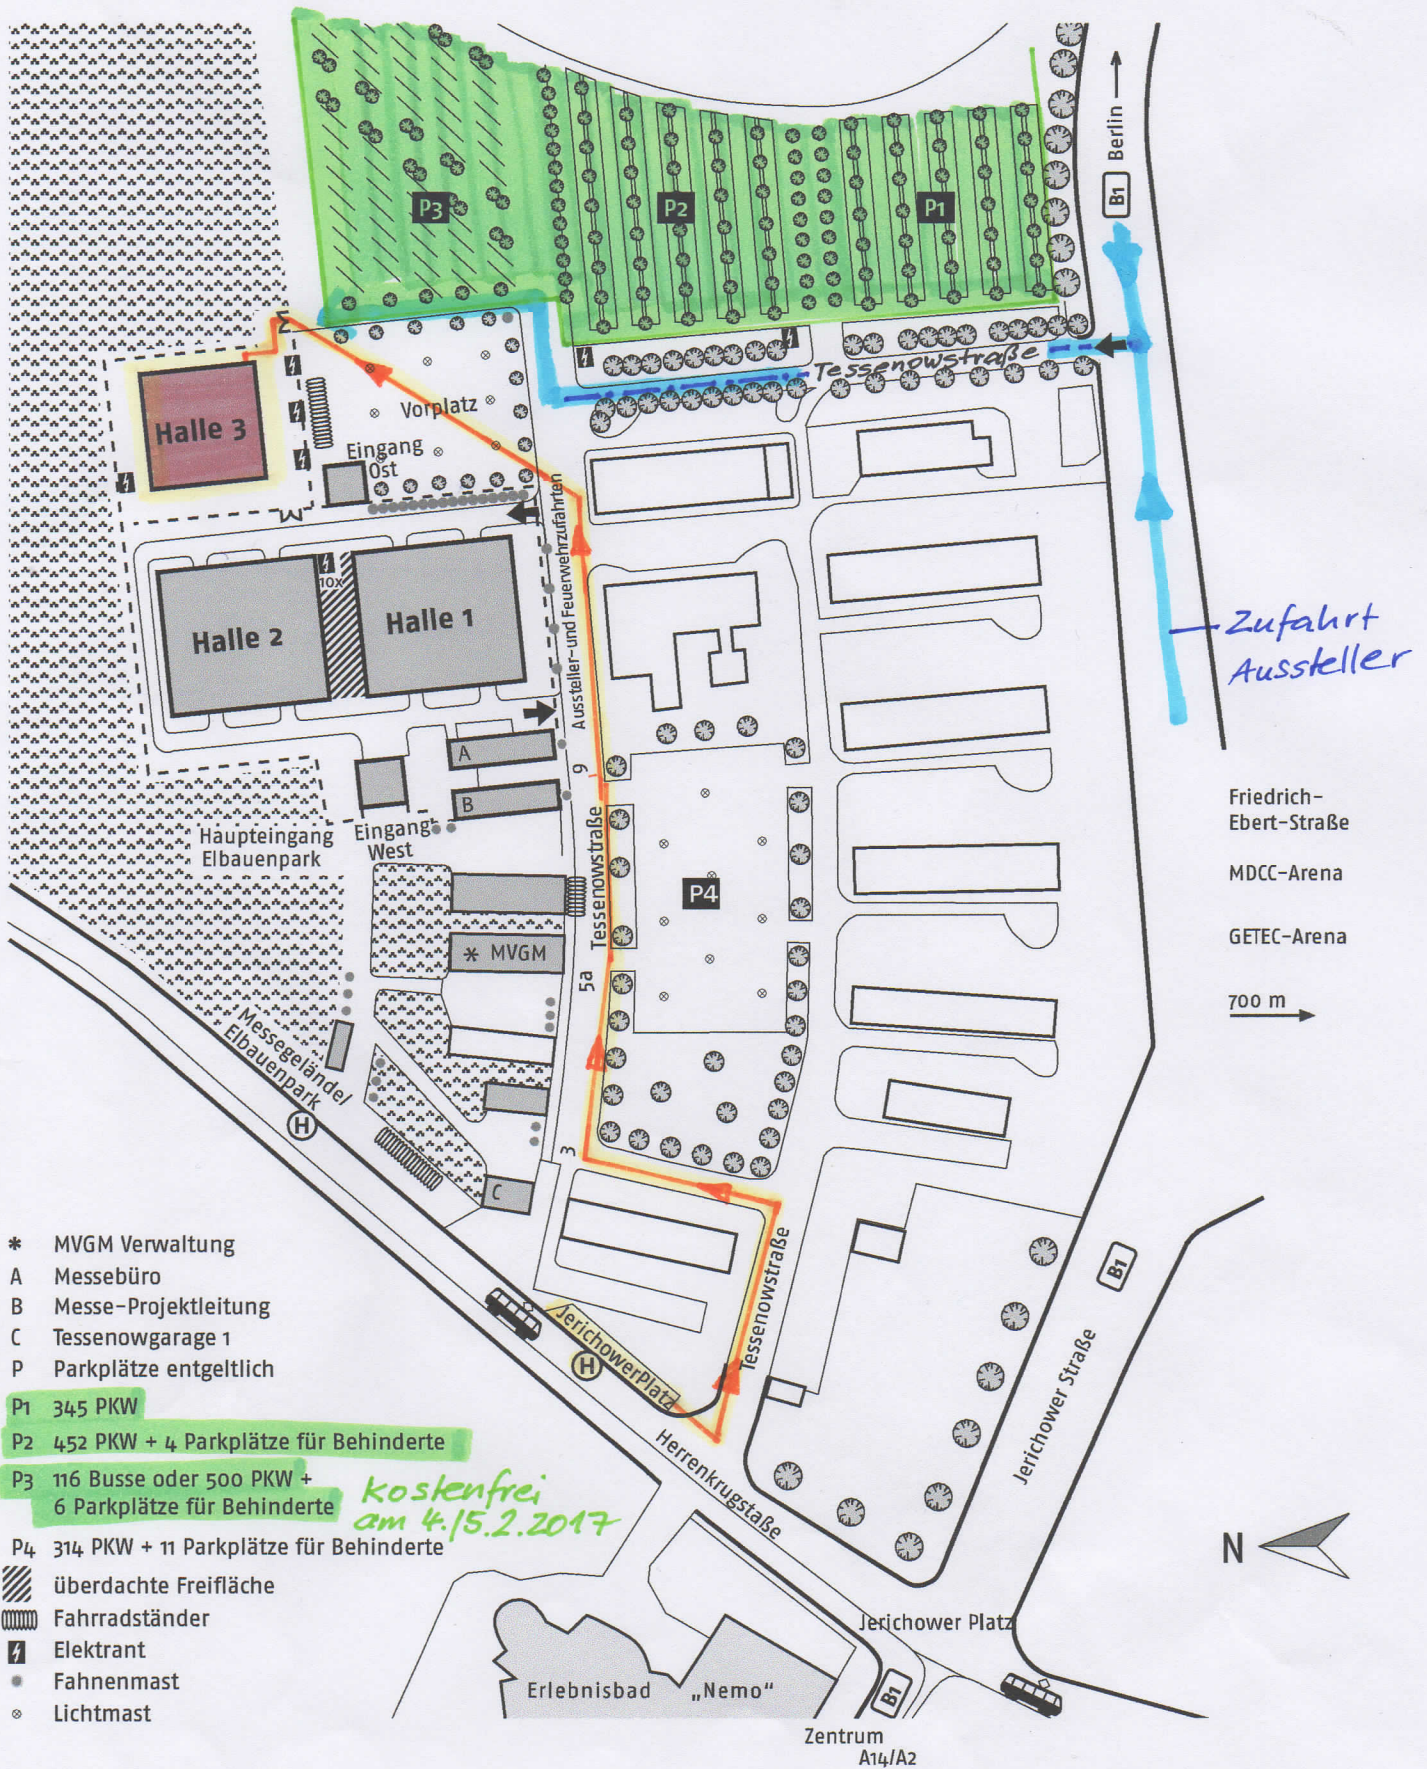 Berlin
B1
P3
P2
P1
Tessenowstraße
Halle 3
Vorplatz
Eingang
Ost
Aussteller-und Feuerwehrzufahrten
10x
Halle 2
Halle 1
Zufahrt
Aussteller
A
B
9
Haupteingang
Elbauenpark
Eingang
West
Tessenowstraße
P4
* MVGM
5a
Friedrich-
Ebert-Straße
MDCC-Arena
GETEC-Arena
700 m
Messegelände/
Elbauenpark
H
3
C
Tessenowstraße
JerichowerPlatz
H
B1
Jerichower Straße
Herrenkrugstaße
* MVGM Verwaltung
A Messebüro
B Messe-Projektleitung
C Tessenowgarage 1
P Parkplätze entgeltlich
P1 345 PKW
P2 452 PKW + 4 Parkplätze für Behinderte
P3 116 Busse oder 500 PKW +
6 Parkplätze für Behinderte
kostenfrei
am 4./5.2.2017
P4 314 PKW + 11 Parkplätze für Behinderte
überdachte Freifläche
Fahrradständer
Elektrant
Fahnenmast
Lichtmast
N
Jerichower Platz
Erlebnisbad „Nemo“
B1
Zentrum
A14/A2